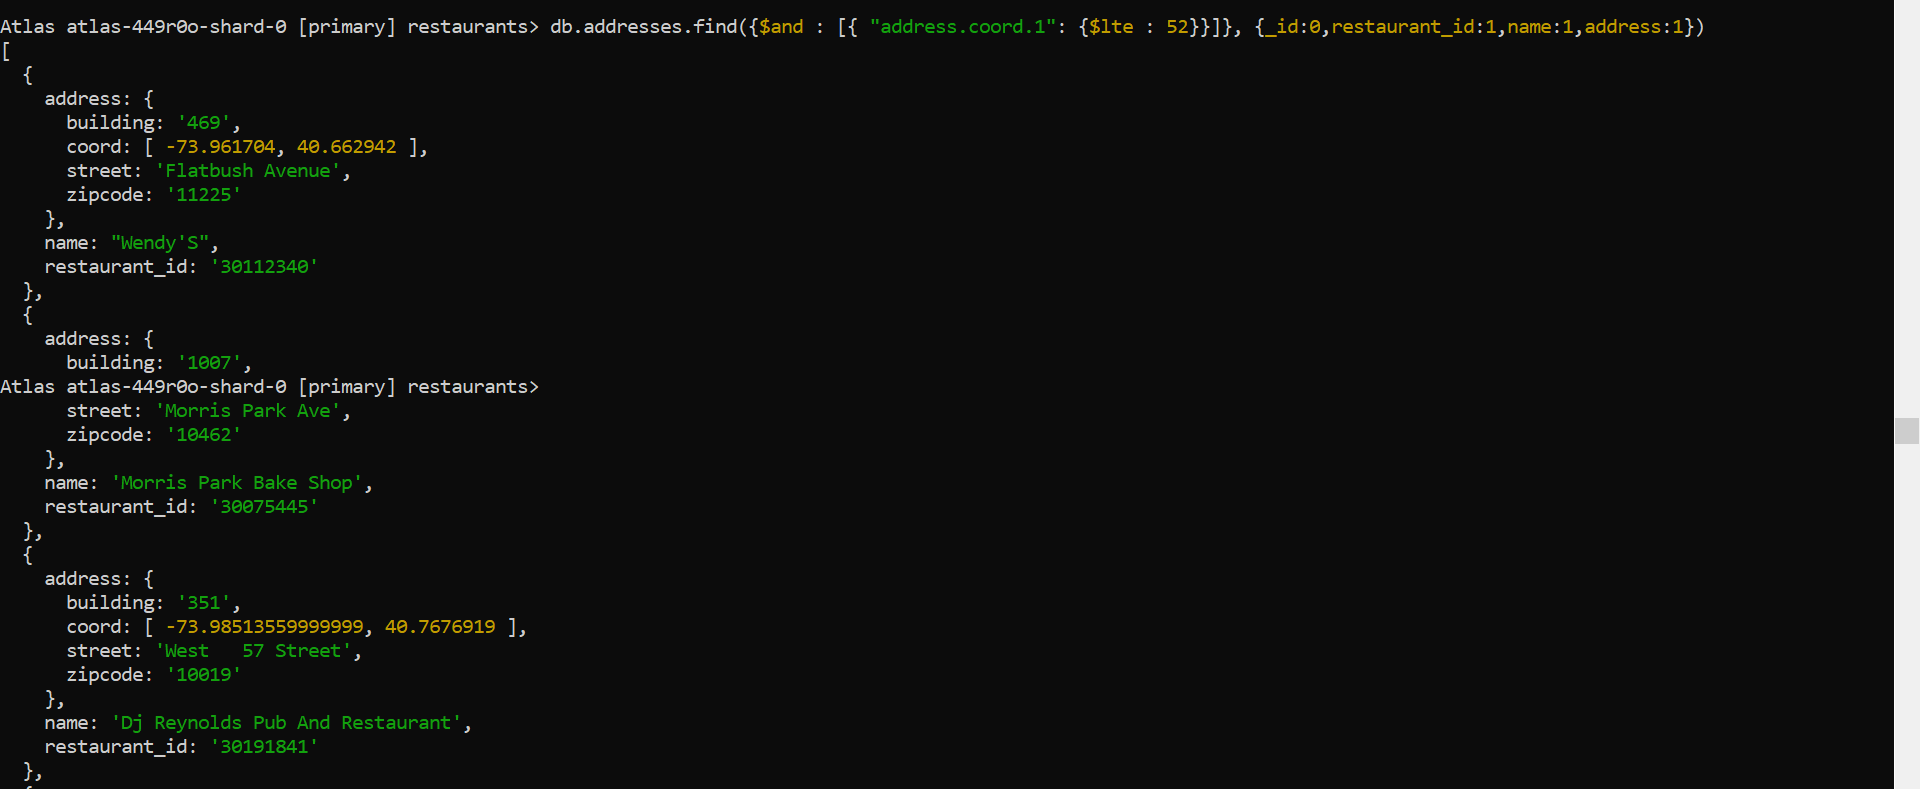 Atlas atlas-449r0o-shard-0 [primary] restaurants> db.addresses.find({$and : [{ "address.coord.1": {$lte : 52}}]}, {_id:0,restaurant_id:1,name:1,address:1})
[
  {
    address: {
      building: '469',
      coord: [ -73.961704, 40.662942 ],
      street: 'Flatbush Avenue',
      zipcode: '11225'
    },
    name: "Wendy'S",
    restaurant_id: '30112340'
  },
  {
    address: {
      building: '1007',
Atlas atlas-449r0o-shard-0 [primary] restaurants>
      street: 'Morris Park Ave',
      zipcode: '10462'
    },
    name: 'Morris Park Bake Shop',
    restaurant_id: '30075445'
  },
  {
    address: {
      building: '351',
      coord: [ -73.98513559999999, 40.7676919 ],
      street: 'West   57 Street',
      zipcode: '10019'
    },
    name: 'Dj Reynolds Pub And Restaurant',
    restaurant_id: '30191841'
  },